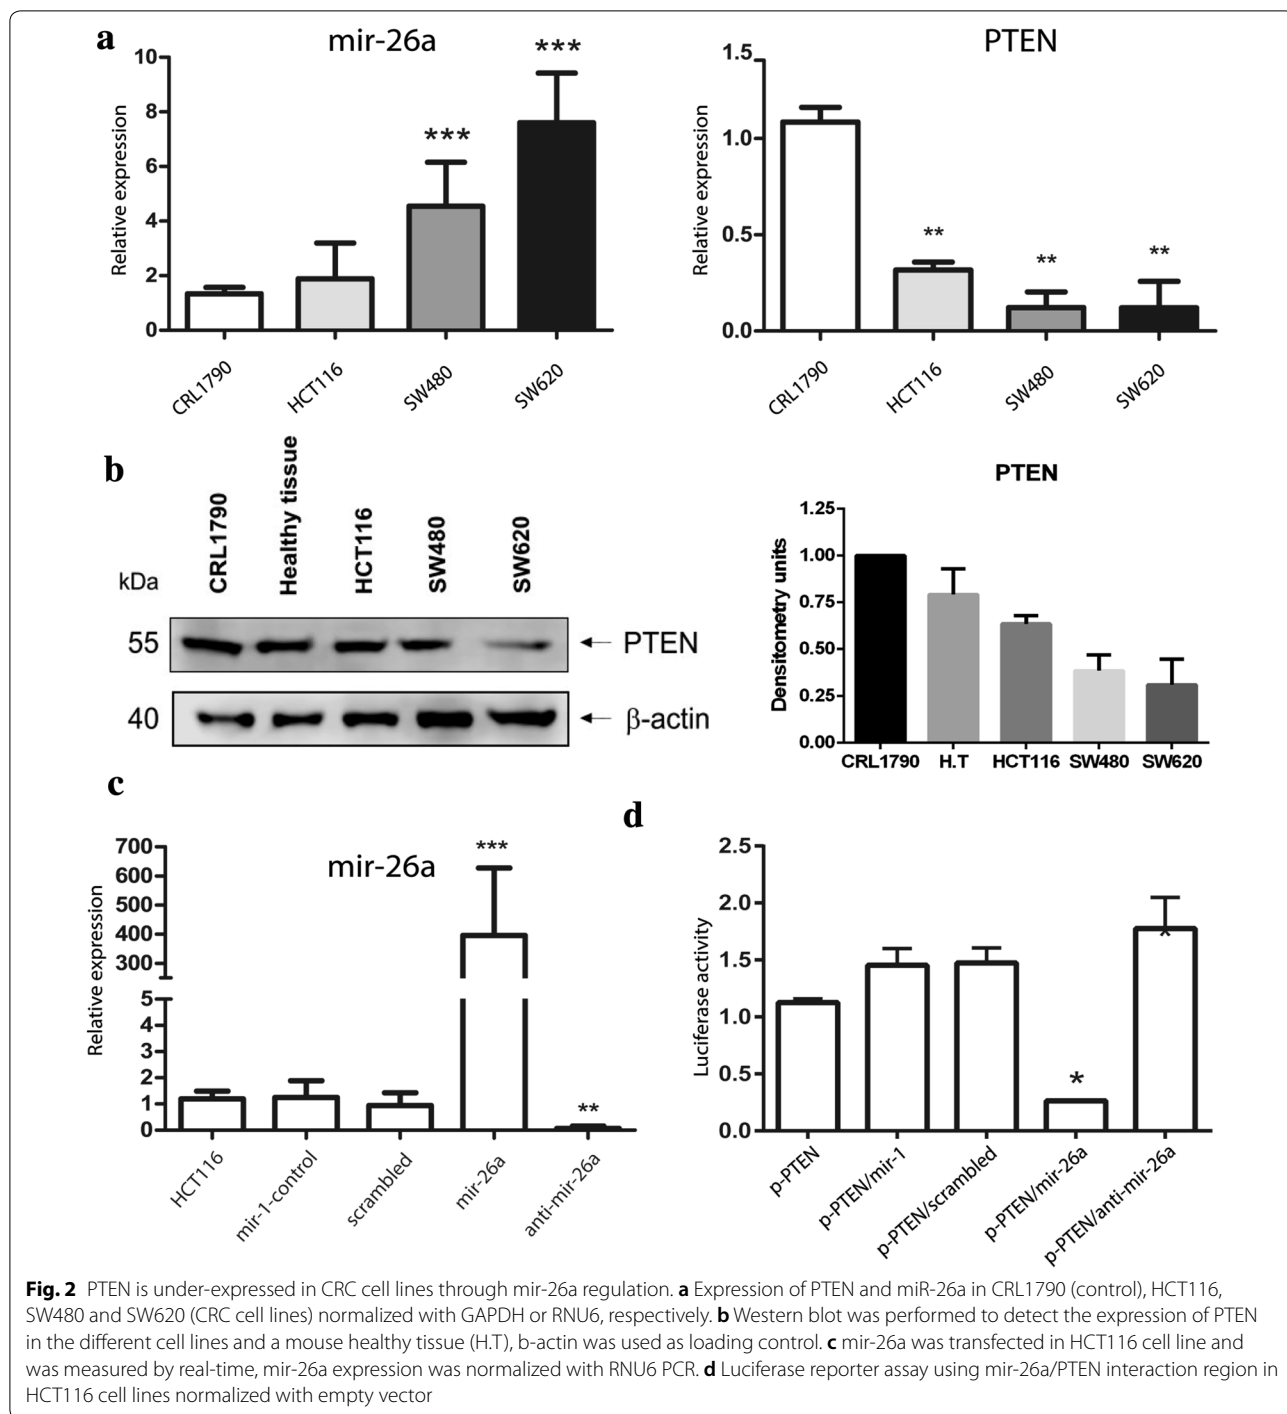 a
mir-26a
Relative expression
10
8
6
4
2
0
***
***
CRL1790
HCT116
SW480
SW620
PTEN
Relative expression
1.5
1.0
0.5
0.0
**
**
**
CRL1790
HCT116
SW480
SW620
b
CRL1790
Healthy tissue
HCT116
SW480
SW620
kDa
55
PTEN
40
β-actin
PTEN
Densitometry units
1.25
1.00
0.75
0.50
0.25
0.00
CRL1790
H.T
HCT116
SW480
SW620
c
mir-26a
Relative expression
700
600
500
400
300
5
4
3
2
1
0
***
**
HCT116
mir-1-control
scrambled
mir-26a
anti-mir-26a
d
Luciferase activity
2.5
2.0
1.5
1.0
0.5
0.0
*
*
p-PTEN
p-PTEN/mir-1
p-PTEN/scrambled
p-PTEN/mir-26a
p-PTEN/anti-mir-26a
Fig. 2 PTEN is under-expressed in CRC cell lines through mir-26a regulation. a Expression of PTEN and miR-26a in CRL1790 (control), HCT116,
SW480 and SW620 (CRC cell lines) normalized with GAPDH or RNU6, respectively. b Western blot was performed to detect the expression of PTEN
in the different cell lines and a mouse healthy tissue (H.T), b-actin was used as loading control. c mir-26a was transfected in HCT116 cell line and
was measured by real-time, mir-26a expression was normalized with RNU6 PCR. d Luciferase reporter assay using mir-26a/PTEN interaction region in
HCT116 cell lines normalized with empty vector